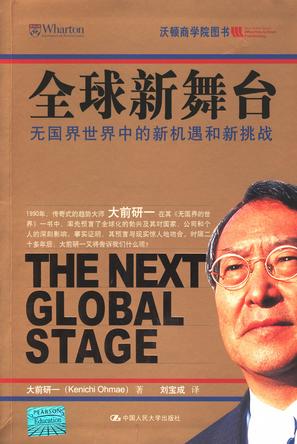 Wharton
沃顿商学院图书
全球新舞台
无国界世界中的新机遇和新挑战
1990年，传奇式的趋势大师 大前研一 在其《无国界的世
界》一书中，率先预言了全球化的勃兴及其对国家、公司和个
人的深刻影响。事实证明，其预言与现实惊人地吻合。时隔二
十多年后，大前研一又将告诉我们什么呢？
THE NEXT
GLOBAL
STAGE
大前研一（Kenichi Ohmae） 著 刘宝成 译
PEARSON
Education
中国人民大学出版社